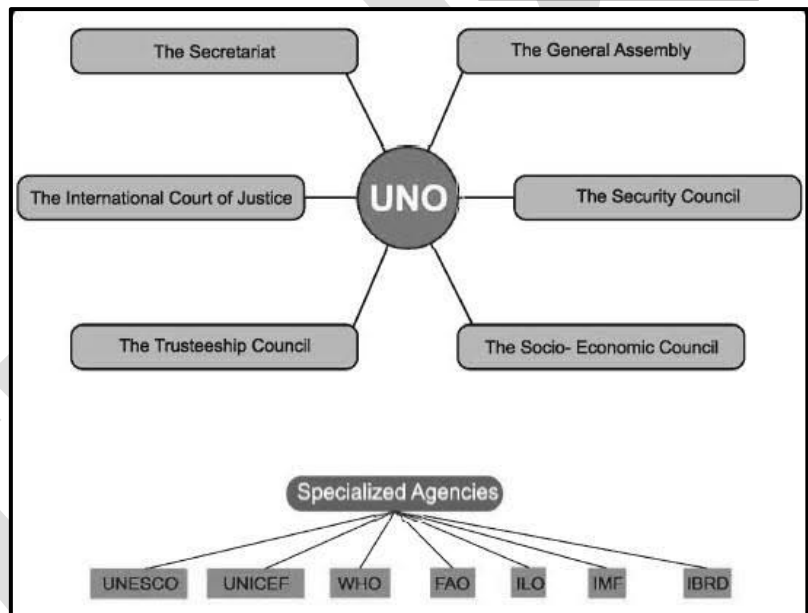 The Secretariat
The General Assembly
The International Court of Justice
UNO
The Security Council
The Trusteeship Council
The Socio- Economic Council
Specialized Agencies
UNESCO
UNICEF
WHO
FAO
ILO
IMF
IBRD